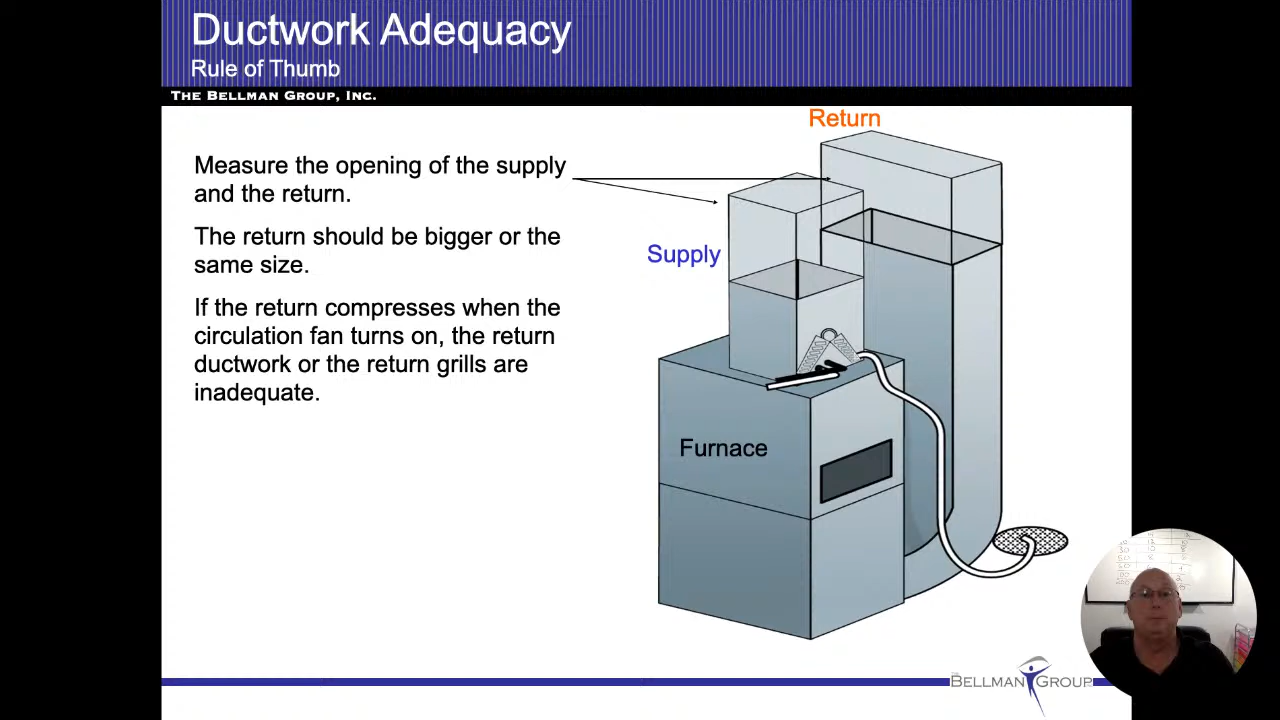 Ductwork Adequacy
Rule of Thumb
THE BELLMAN GROUP, INC.
Return
Measure the opening of the supply
and the return.
The return should be bigger or the
same size.
Supply
If the return compresses when the
circulation fan turns on, the return
ductwork or the return grills are
inadequate.
Furnace
BELLMAN GROUP